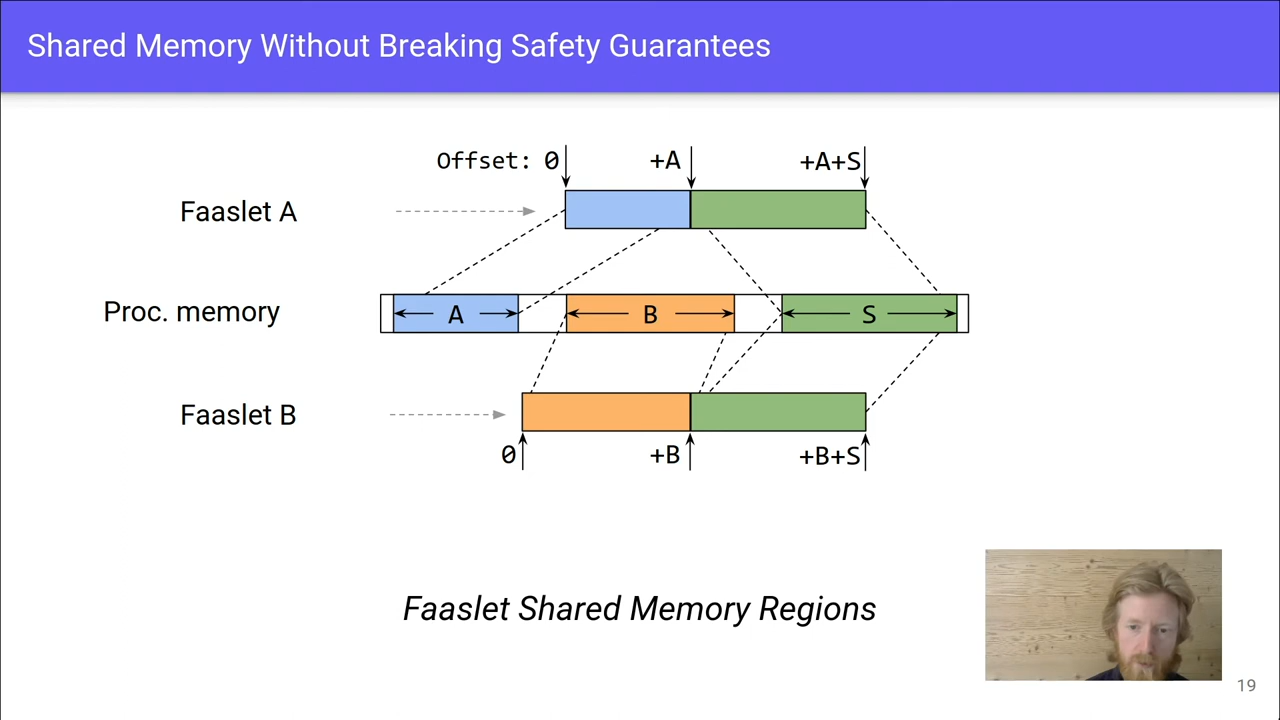 Shared Memory Without Breaking Safety Guarantees
Offset: 0 +A +A+S
Faaslet A
Proc. memory A B S
Faaslet B
0 +B +B+S
Faaslet Shared Memory Regions
19